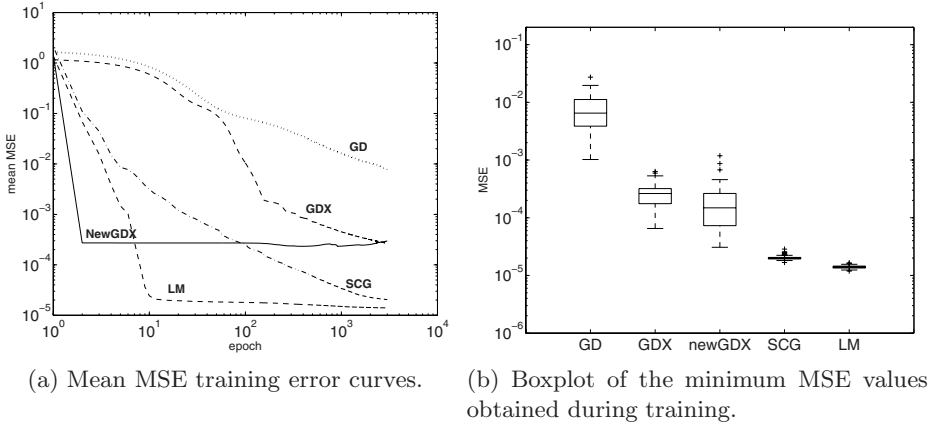 10^1
10^0
10^-1
10^-2
10^-3
10^-4
10^-5
mean MSE
GD
GDX
NewGDX
LM
SCG
10^0 10^1 10^2 10^3 10^4
epoch
(a) Mean MSE training error curves.
10^-1
10^-2
10^-3
10^-4
10^-5
10^-6
MSE
GD GDX newGDX SCG LM
(b) Boxplot of the minimum MSE values
obtained during training.